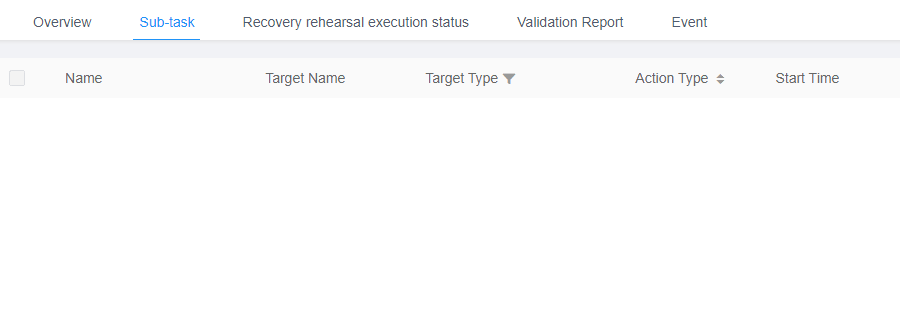 Overview Sub-task Recovery rehearsal execution status Validation Report Event
Name Target Name Target Type Action Type Start Time